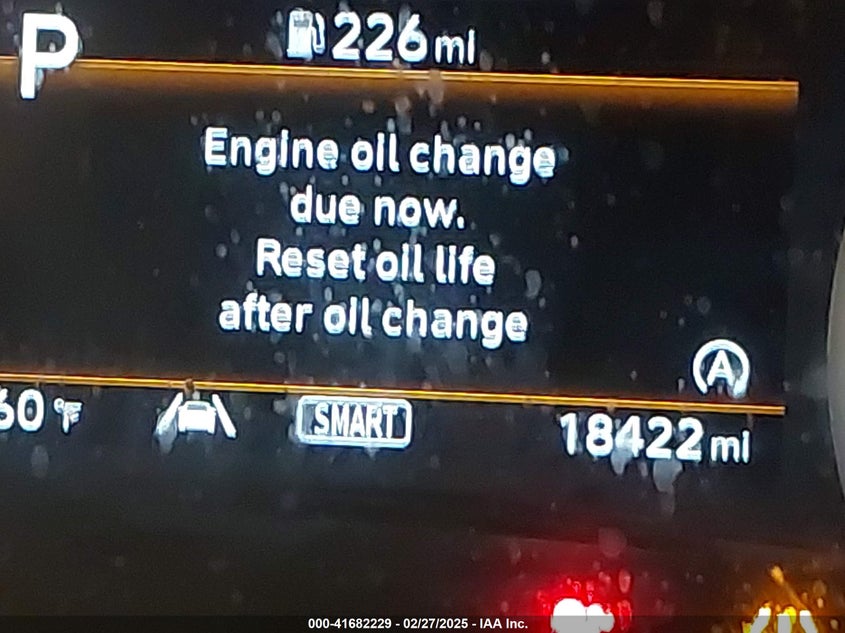 P
226 mi
Engine oil change
due now.
Reset oil life
after oil change
A
60 °F
SMART
18422 mi
000-41682229 - 02/27/2025 - IAA Inc.